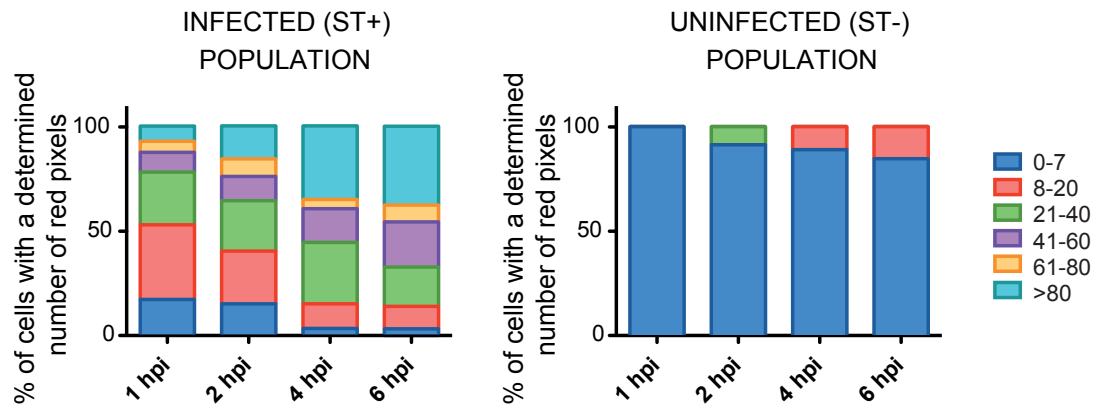 INFECTED (ST+)
POPULATION
% of cells with a determined
number of red pixels
100
50
0
1 hpi
2 hpi
4 hpi
6 hpi
UNINFECTED (ST-)
POPULATION
% of cells with a determined
number of red pixels
100
50
0
1 hpi
2 hpi
4 hpi
6 hpi
0-7
8-20
21-40
41-60
61-80
>80